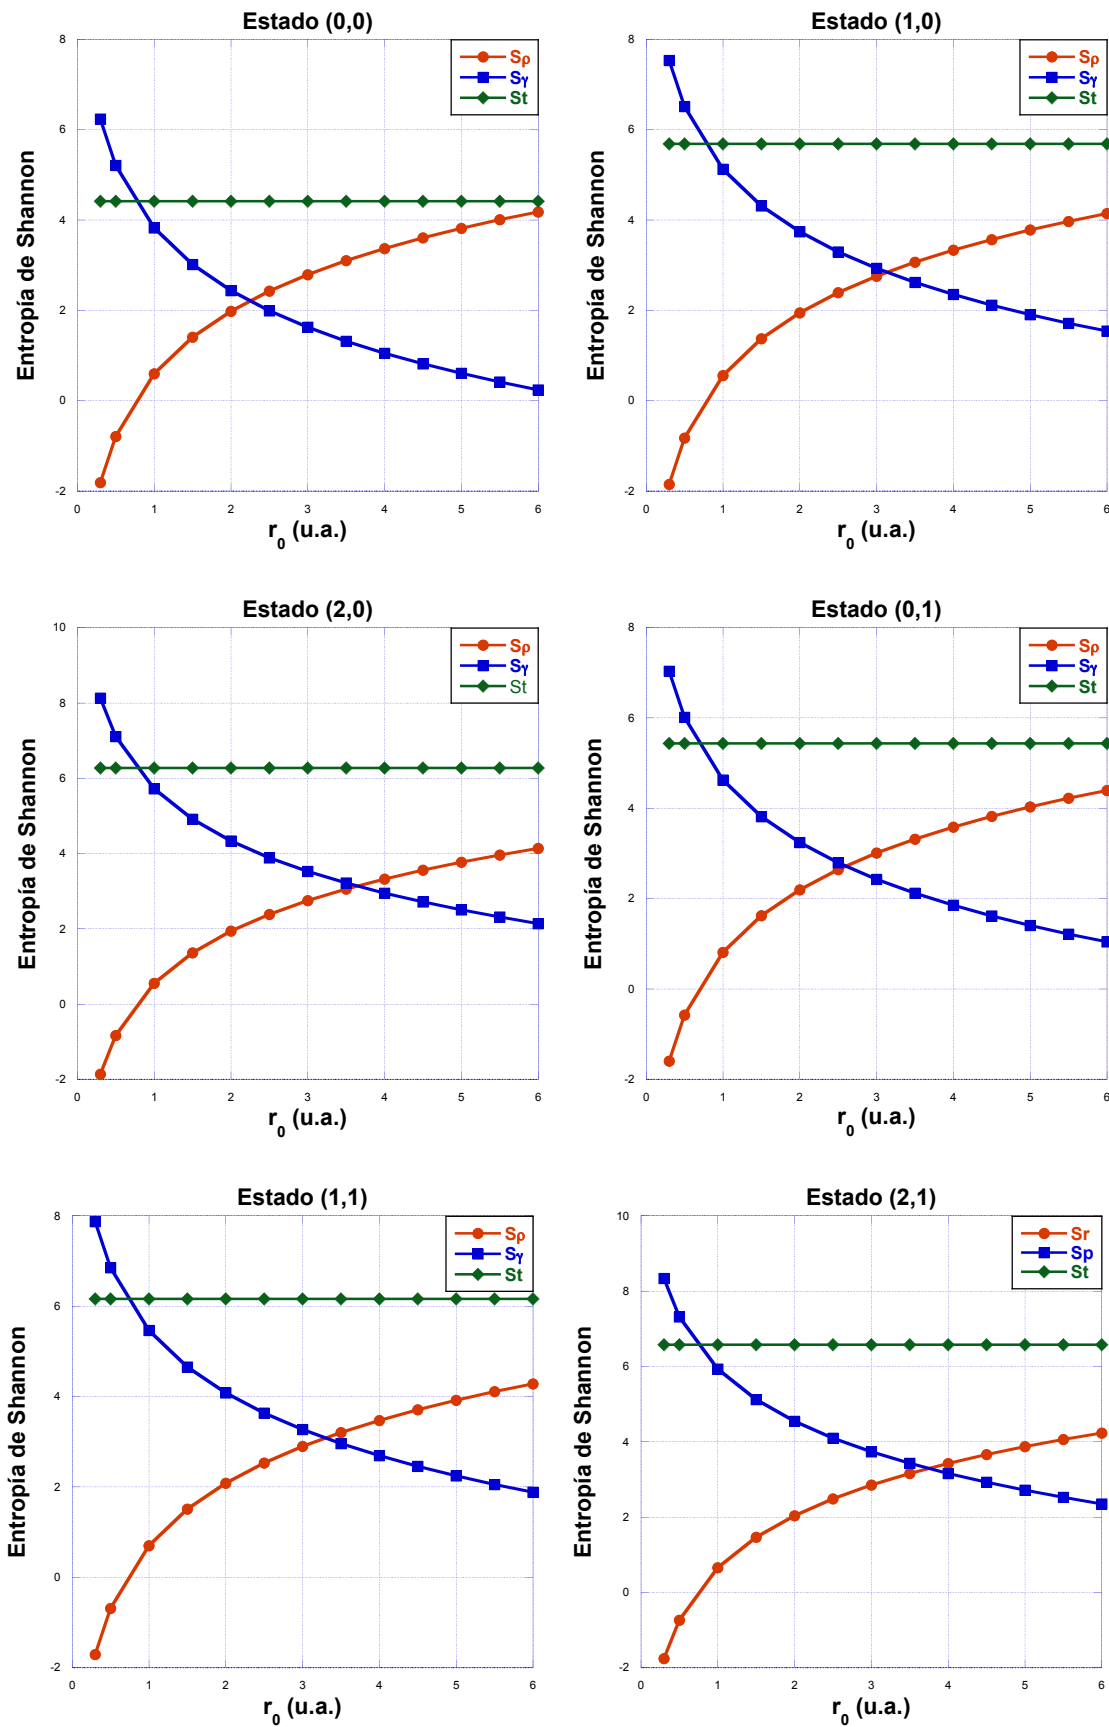 Estado (0,0)
Sρ
Sγ
St
8
6
4
2
0
-2
0 1 2 3 4 5 6
Entropía de Shannon
r0 (u.a.)
Estado (1,0)
Sρ
Sγ
St
8
6
4
2
0
-2
0 1 2 3 4 5 6
Entropía de Shannon
r0 (u.a.)
Estado (2,0)
Sρ
Sγ
St
10
8
6
4
2
0
-2
0 1 2 3 4 5 6
Entropía de Shannon
r0 (u.a.)
Estado (0,1)
Sρ
Sγ
St
8
6
4
2
0
-2
0 1 2 3 4 5 6
Entropía de Shannon
r0 (u.a.)
Estado (1,1)
Sρ
Sγ
St
8
6
4
2
0
-2
0 1 2 3 4 5 6
Entropía de Shannon
r0 (u.a.)
Estado (2,1)
Sr
Sp
St
10
8
6
4
2
0
-2
0 1 2 3 4 5 6
Entropía de Shannon
r0 (u.a.)